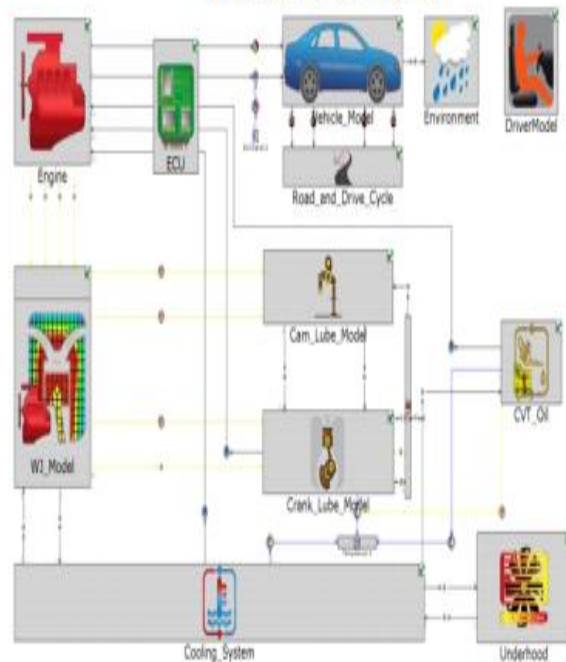 Engine
ECU
Vehicle_Model
Environment
DriverModel
Road_and_Drive_Cycle
Cam_Lube_Model
WJ_Model
Crank_Lube_Model
CVT_Oil
Cooling_System
Underhood